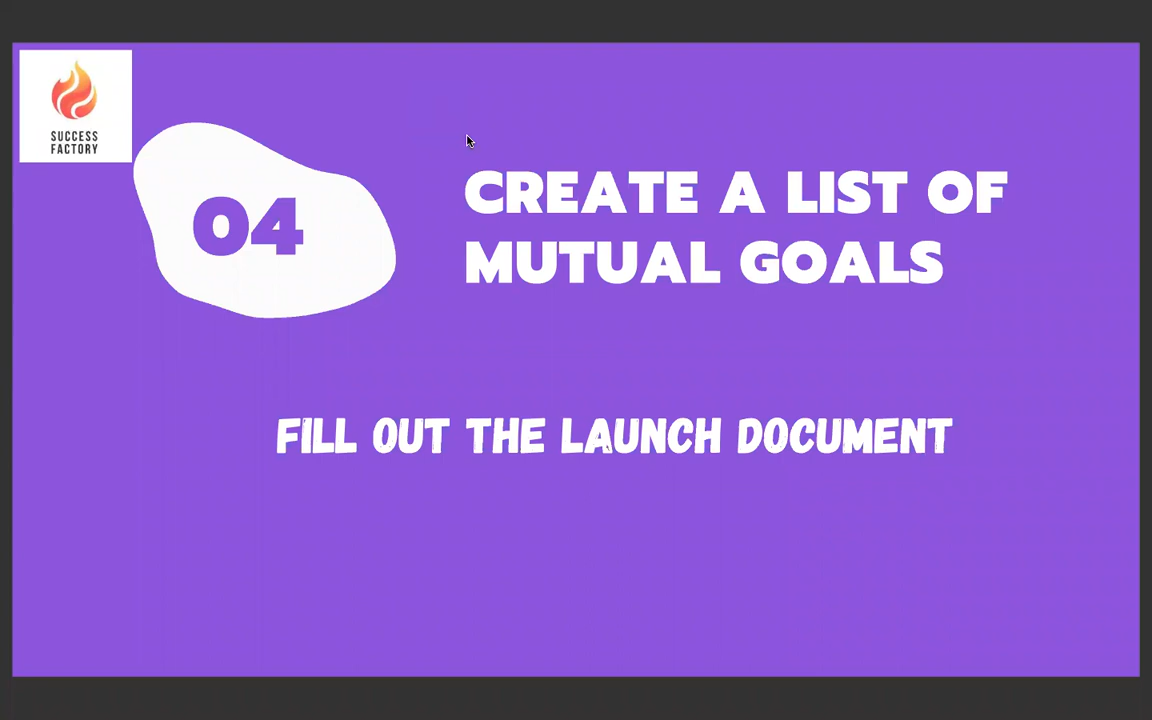 SUCCESS
FACTORY
04
CREATE A LIST OF
MUTUAL GOALS
FILL OUT THE LAUNCH DOCUMENT